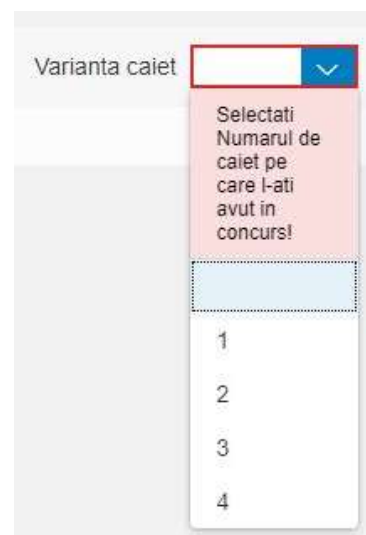 Varianta caiet
Selectati
Numarul de
caiet pe
care l-ati
avut in
concurs!
1
2
3
4